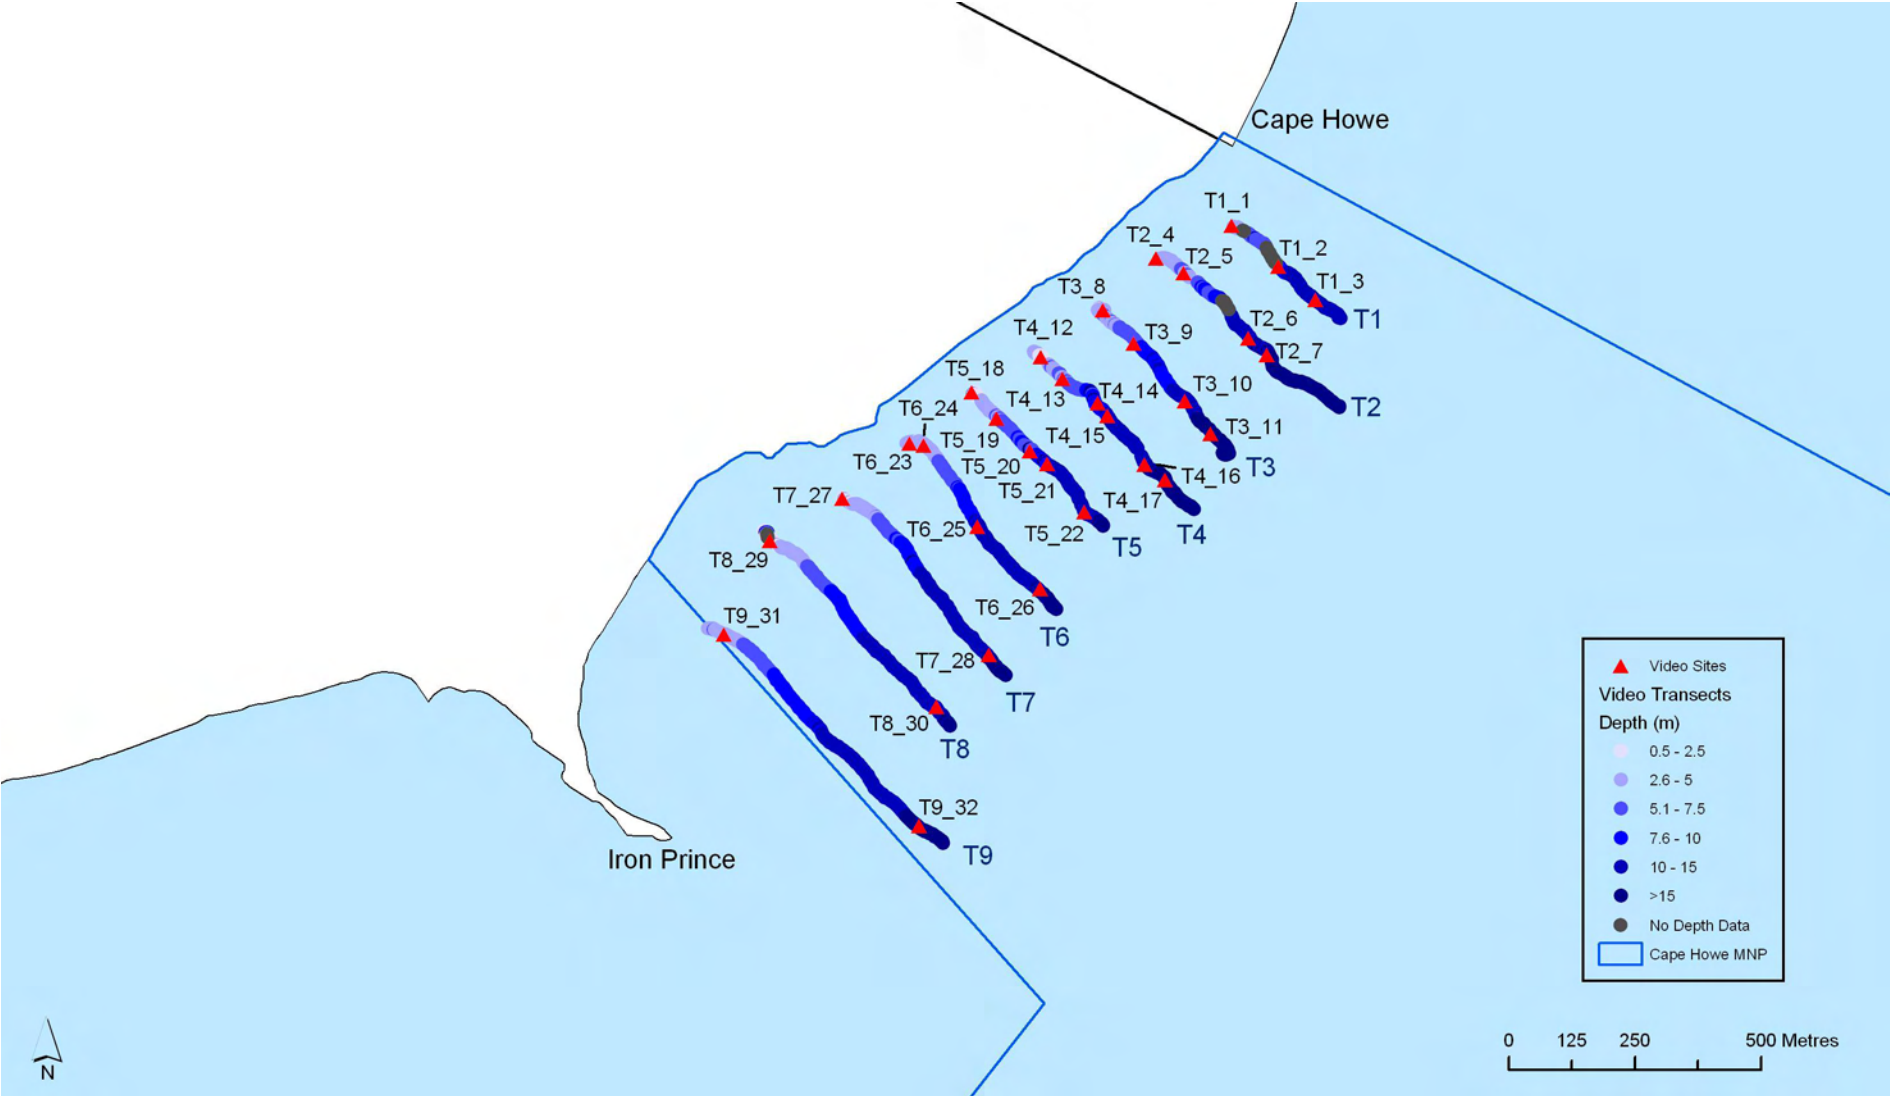 Cape Howe
T1_1
T2_4
T1_2
T2_5
T1_3
T3_8
T1
T2_6
T4_12
T3_9
T2_7
T5_18
T3_10
T4_14
T4_13
T2
T6_24
T3_11
T4_15
T5_19
T6_23
T5_20
T3
T4_16
T5_21
T7_27
T4_17
T6_25
T5_22
T4
T5
T8_29
T6_26
T9_31
T6
T7_28
T7
T8_30
T8
T9_32
T9
Iron Prince
Video Sites
Video Transects
Depth (m)
0.5 - 2.5
2.6 - 5
5.1 - 7.5
7.6 - 10
10 - 15
>15
No Depth Data
Cape Howe MNP
0 125 250 500 Metres
N